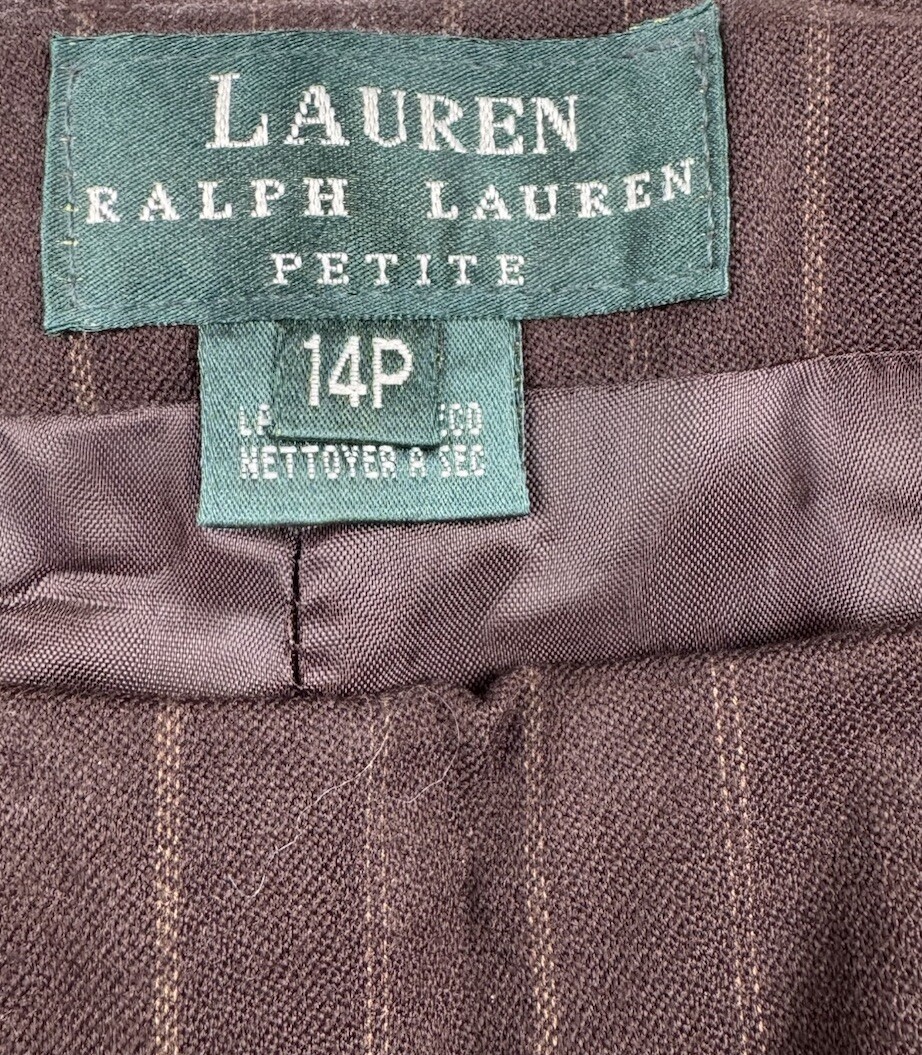 LAUREN
RALPH LAUREN
PETITE
14P
NETTOYER A SEC